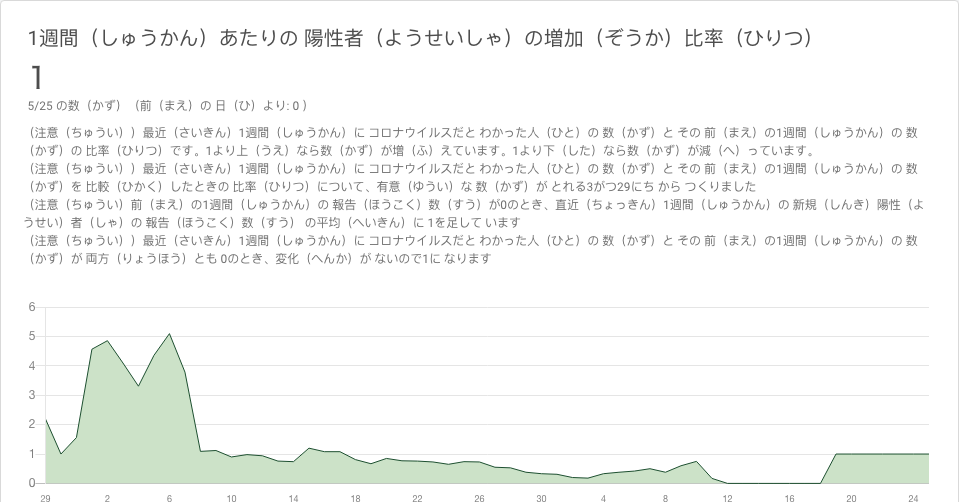 1週間（しゅうかん）あたりの 陽性者（ようせいしゃ）の増加（ぞうか）比率（ひりつ）
1
5/25 の数（かず）（前（まえ）の 日（ひ）より: 0 ）
（注意（ちゅうい））最近（さいきん）1週間（しゅうかん）に コロナウイルスだと わかった人（ひと）の 数（かず）と その 前（まえ）の1週間（しゅうかん）の 数
（かず）の 比率（ひりつ）です。1より上（うえ）なら数（かず）が増（ふ）えています。1より下（した）なら数（かず）が減（へ）っています。
（注意（ちゅうい））最近（さいきん）1週間（しゅうかん）に コロナウイルスだと わかった人（ひと）の 数（かず）と その 前（まえ）の1週間（しゅうかん）の 数
（かず）を 比較（ひかく）したときの 比率（ひりつ）について、有意（ゆうい）な 数（かず）が とれる3がつ29にち から つくりました
（注意（ちゅうい）前（まえ）の1週間（しゅうかん）の 報告（ほうこく）数（すう）が0のとき、直近（ちょっきん）1週間（しゅうかん）の 新規（しんき）陽性（よ
うせい）者（しゃ）の 報告（ほうこく）数（すう） の平均（へいきん）に 1を足して います
（注意（ちゅうい））最近（さいきん）1週間（しゅうかん）に コロナウイルスだと わかった人（ひと）の 数（かず）と その 前（まえ）の1週間（しゅうかん）の 数
（かず）が 両方（りょうほう）とも 0のとき、変化（へんか）が ないので1に なります
6
5
4
3
2
1
0
29 2 6 10 14 18 22 26 30 4 8 12 16 20 24